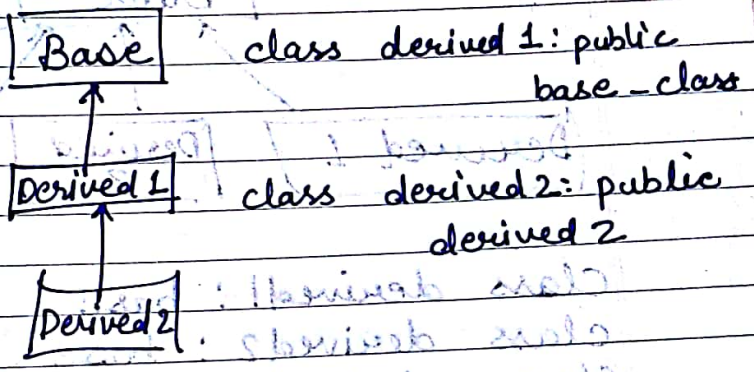 Base
class derived 1: public
base_class
Derived 1
class derived 2: public
derived 2
Derived 2